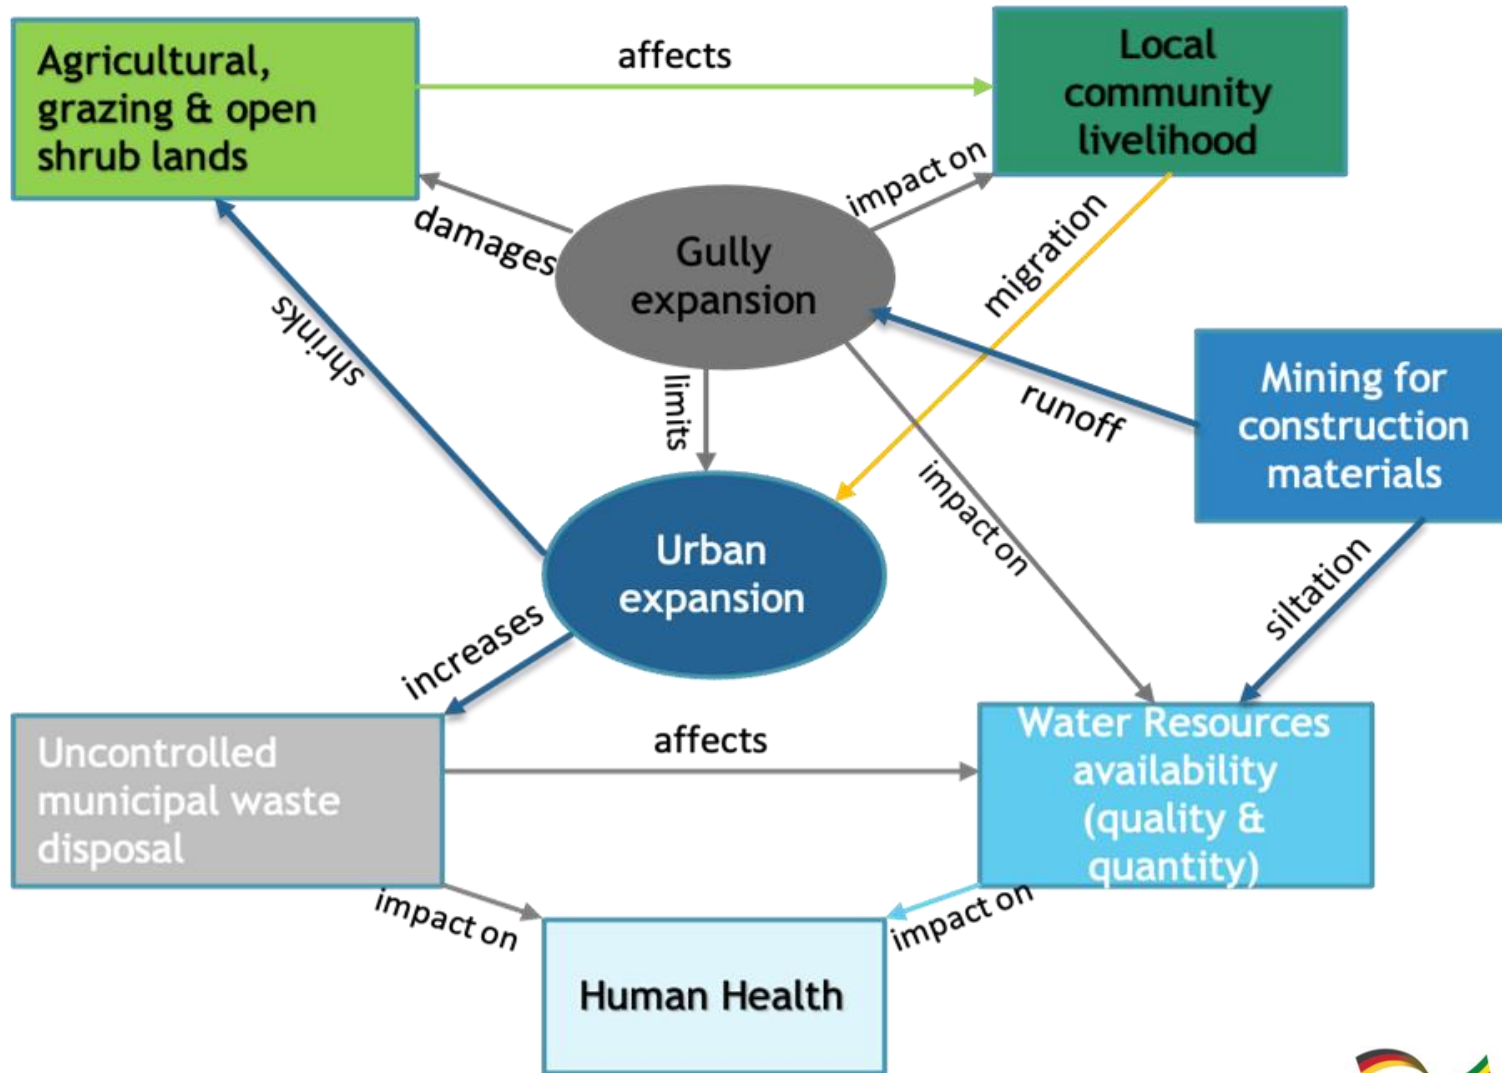 Agricultural,
grazing & open
shrub lands
affects
Local
community
livelihood
damages
impact on
Gully
expansion
migration
shrinks
limits
runoff
Mining for
construction
materials
impact on
Urban
expansion
siltation
increases
Uncontrolled
municipal waste
disposal
affects
Water Resources
availability
(quality &
quantity)
impact on
impact on
Human Health